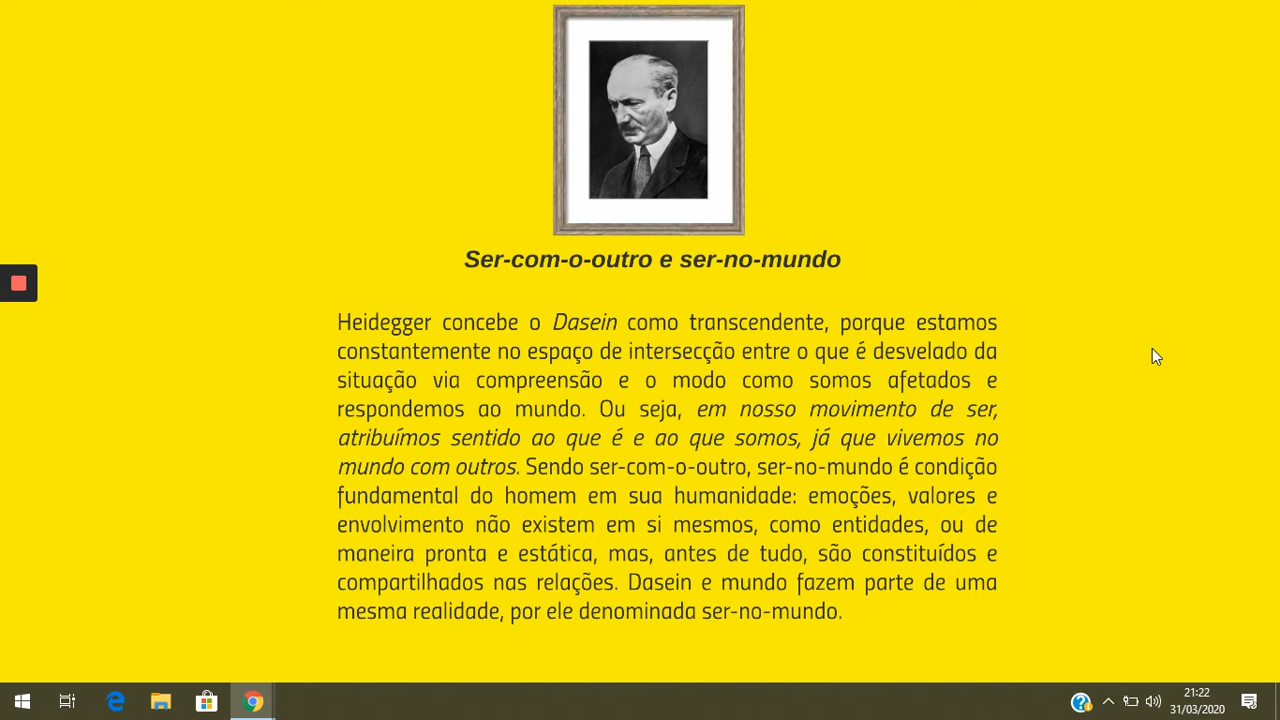 Ser-com-o-outro e ser-no-mundo
Heidegger concebe o Dasein como transcendente, porque estamos
constantemente no espaço de intersecção entre o que é desvelado da
situação via compreensão e o modo como somos afetados e
respondemos ao mundo. Ou seja, em nosso movimento de ser,
atribuímos sentido ao que é e ao que somos, já que vivemos no
mundo com outros. Sendo ser-com-o-outro, ser-no-mundo é condição
fundamental do homem em sua humanidade: emoções, valores e
envolvimento não existem em si mesmos, como entidades, ou de
maneira pronta e estática, mas, antes de tudo, são constituídos e
compartilhados nas relações. Dasein e mundo fazem parte de uma
mesma realidade, por ele denominada ser-no-mundo.
21:22
31/03/2020